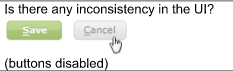 Is there any inconsistency in the UI?
Save Cancel
(buttons disabled)